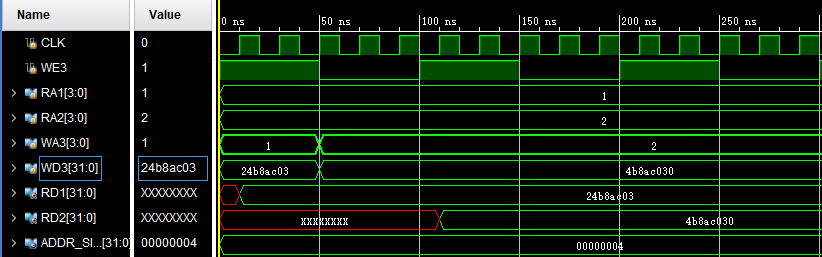 Name Value 0 ns 50 ns 100 ns 150 ns 200 ns 250 ns
CLK 0
WE3 1
RA1[3:0] 1 1
RA2[3:0] 2 2
WA3[3:0] 1 1 2
WD3[31:0] 24b8ac03 24b8ac03 4b8ac030
RD1[31:0] XXXXXXXX 24b8ac03
RD2[31:0] XXXXXXXX XXXXXXXX 4b8ac030
ADDR_SI...[31:0] 00000004 00000004